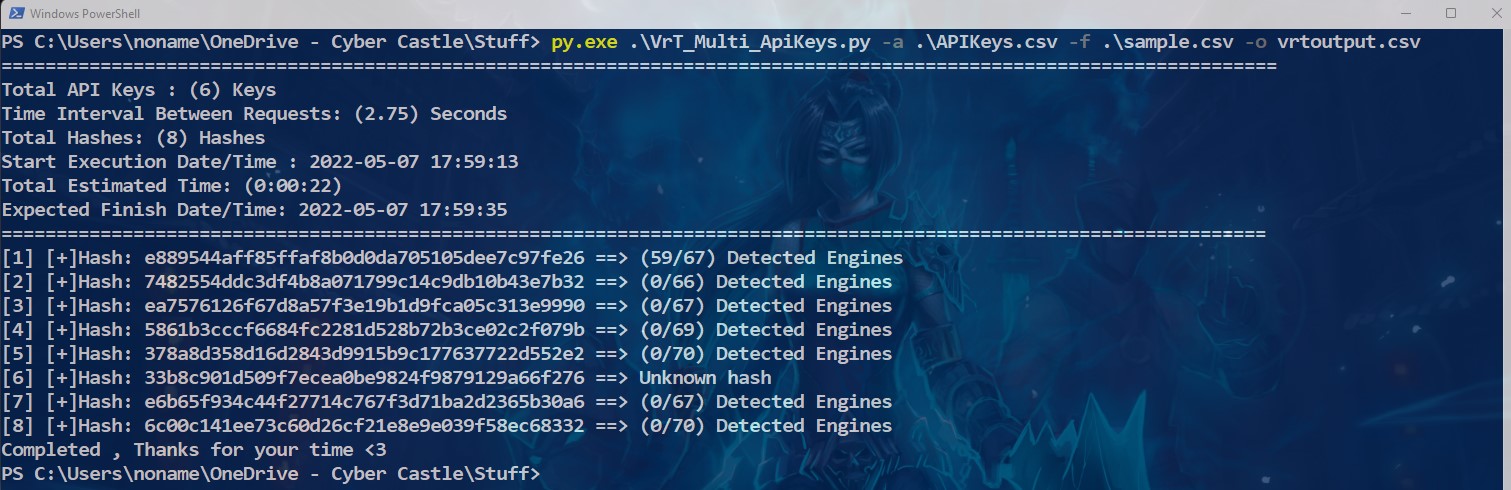 Windows PowerShell
PS C:\Users\noname\OneDrive - Cyber Castle\Stuff> py.exe .\VrT_Multi_ApiKeys.py -a .\APIKeys.csv -f .\sample.csv -o vrtoutput.csv
====================================================================================================================
Total API Keys : (6) Keys
Time Interval Between Requests: (2.75) Seconds
Total Hashes: (8) Hashes
Start Execution Date/Time : 2022-05-07 17:59:13
Total Estimated Time: (0:00:22)
Expected Finish Date/Time: 2022-05-07 17:59:35
===================================================================================================================
[1] [+]Hash: e889544aff85ffaf8b0d0da705105dee7c97fe26 ==> (59/67) Detected Engines
[2] [+]Hash: 7482554ddc3df4b8a071799c14c9db10b43e7b32 ==> (0/66) Detected Engines
[3] [+]Hash: ea7576126f67d8a57f3e19b1d9fca05c313e9990 ==> (0/67) Detected Engines
[4] [+]Hash: 5861b3cccf6684fc2281d528b72b3ce02c2f079b ==> (0/69) Detected Engines
[5] [+]Hash: 378a8d358d16d2843d9915b9c177637722d552e2 ==> (0/70) Detected Engines
[6] [+]Hash: 33b8c901d509f7ecea0be9824f9879129a66f276 ==> Unknown hash
[7] [+]Hash: e6b65f934c44f27714c767f3d71ba2d2365b30a6 ==> (0/67) Detected Engines
[8] [+]Hash: 6c00c141ee73c60d26cf21e8e9e039f58ec68332 ==> (0/70) Detected Engines
Completed , Thanks for your time <3
PS C:\Users\noname\OneDrive - Cyber Castle\Stuff>